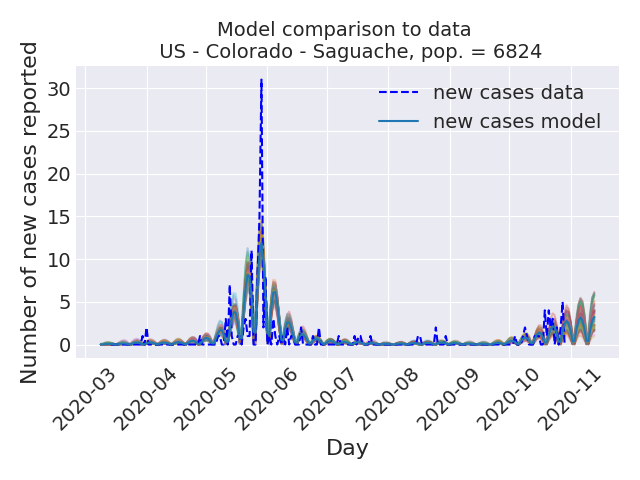 Model comparison to data
US - Colorado - Saguache, pop. = 6824
Number of new cases reported
30
25
20
15
10
5
0
new cases data
new cases model
2020-03
2020-04
2020-05
2020-06
2020-07
2020-08
2020-09
2020-10
2020-11
Day